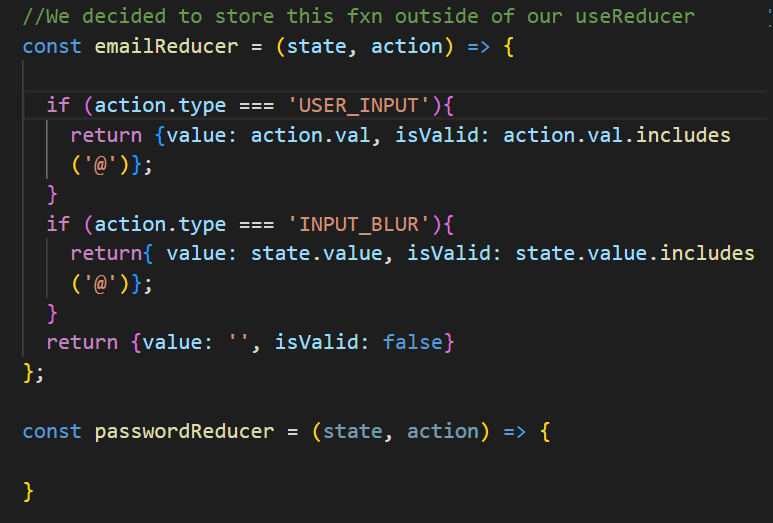 //We decided to store this fxn outside of our useReducer
const emailReducer = (state, action) => {
if (action.type === 'USER_INPUT'){
return {value: action.val, isValid: action.val.includes
('@')};
}
if (action.type === 'INPUT_BLUR'){
return{ value: state.value, isValid: state.value.includes
('@')};
}
return {value: '', isValid: false}
};
const passwordReducer = (state, action) => {
}